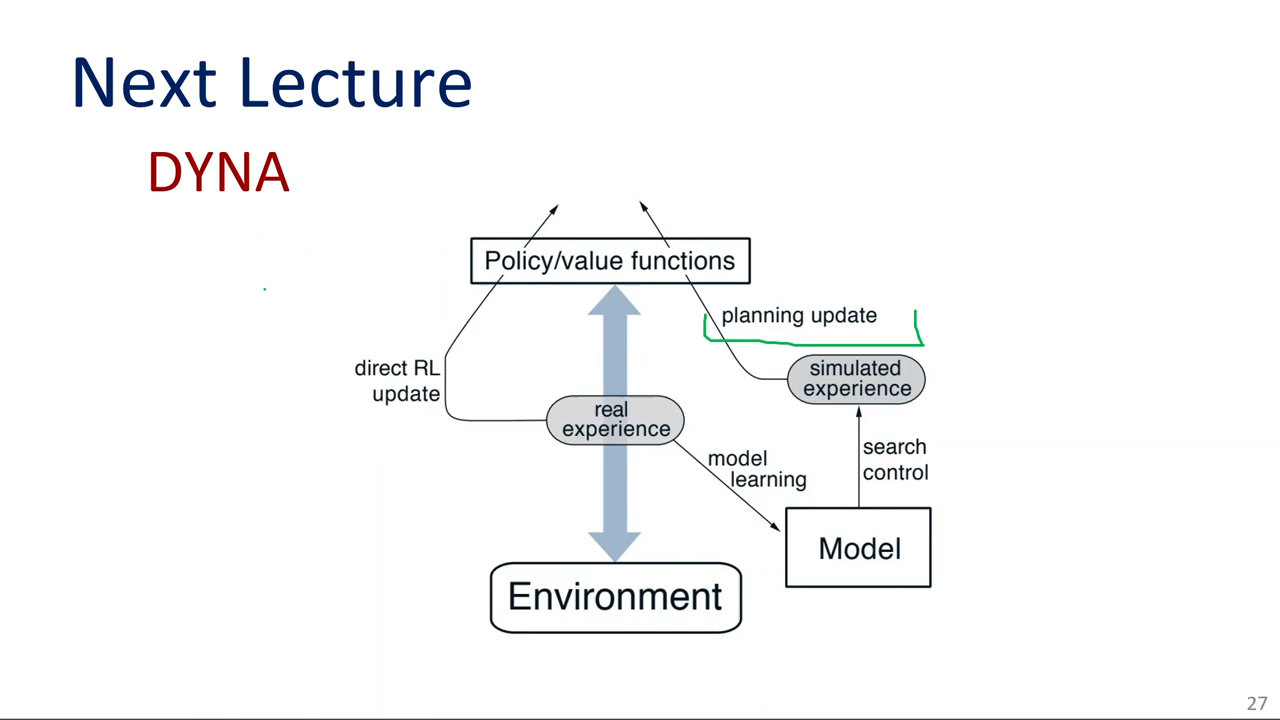 Next Lecture
DYNA
Policy/value functions
planning update
direct RL
update
simulated
experience
real
experience
model
learning
search
control
Model
Environment
27